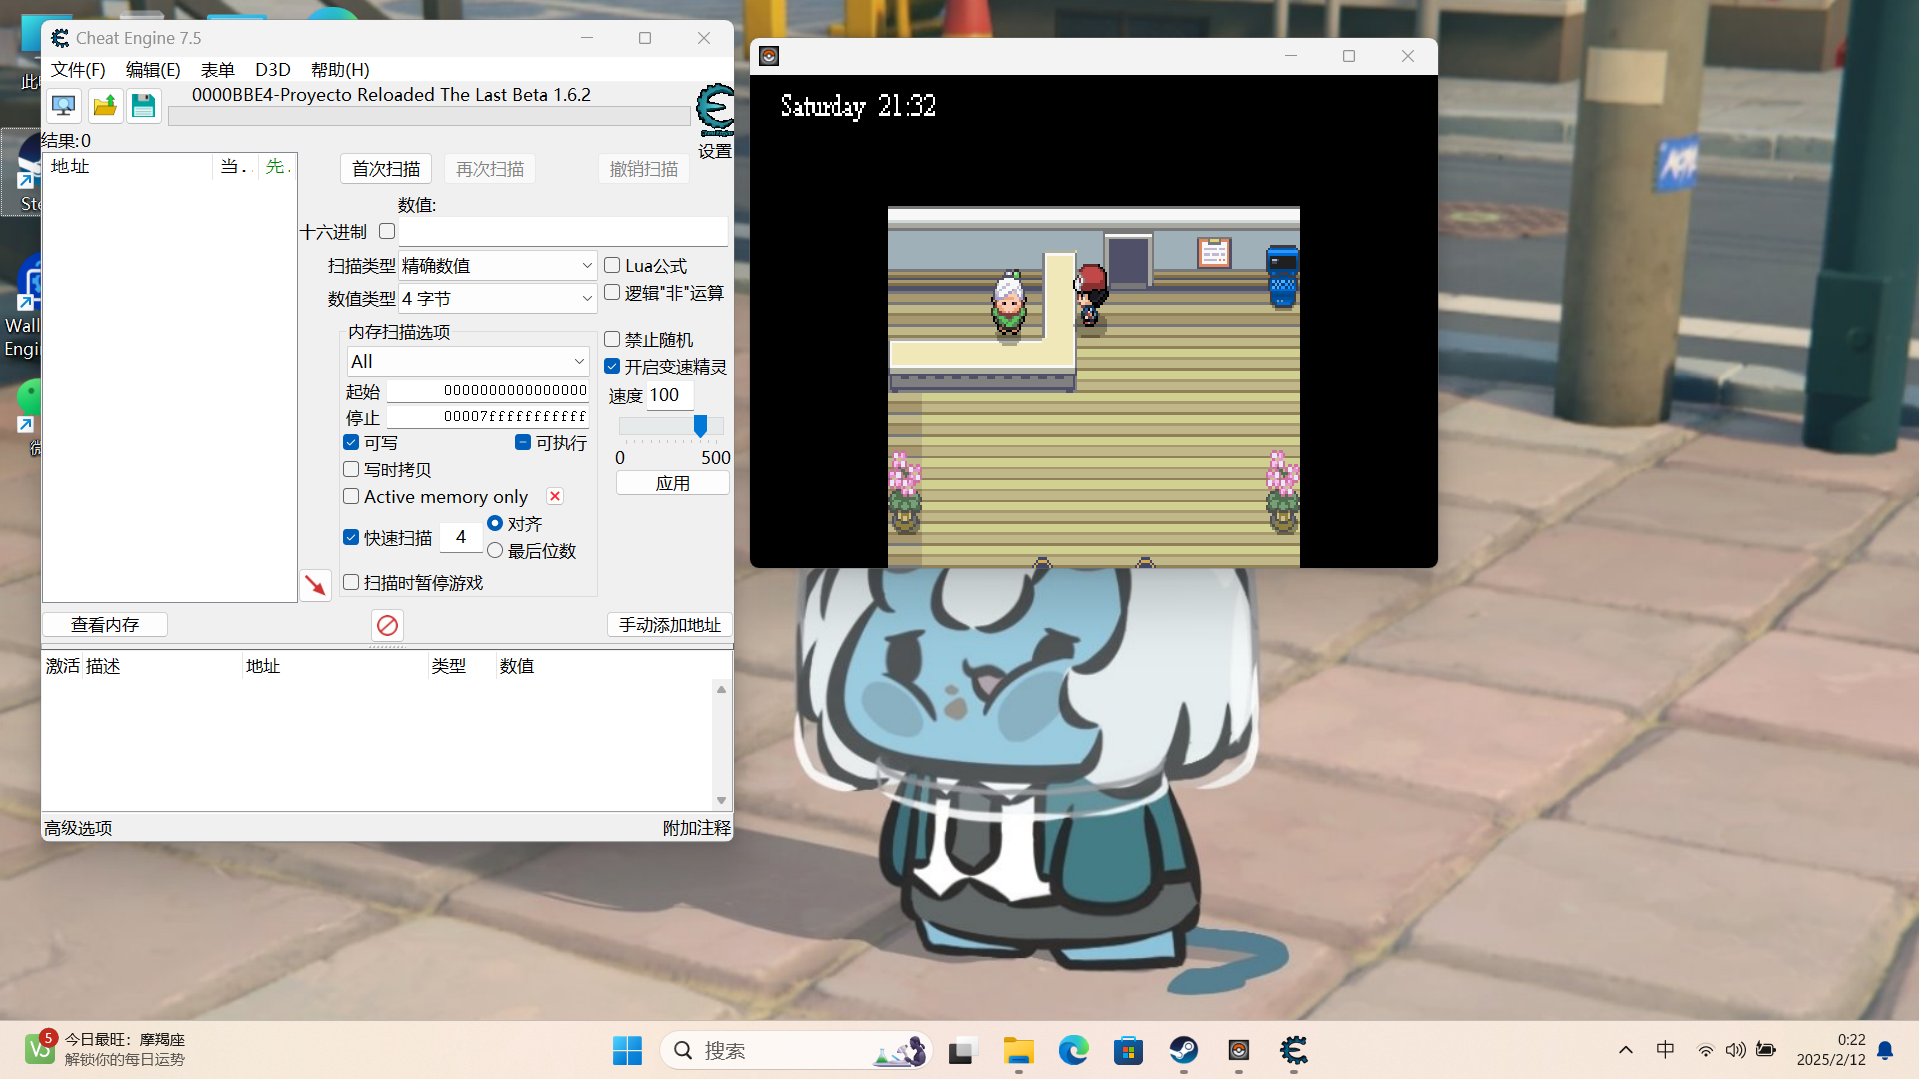 Cheat Engine 7.5
文件(F) 编辑(E) 表单 D3D 帮助(H)
0000BBE4-Proyecto Reloaded The Last Beta 1.6.2
设置
结果:0
地址 当. 先.
首次扫描 再次扫描 撤销扫描
数值:
十六进制
扫描类型 精确数值
Lua公式
数值类型 4 字节
逻辑"非"运算
内存扫描选项
All
禁止随机
开启变速精灵
起始 0000000000000000
速度 100
停止 00007fffffffffff
可写 可执行
0 500
写时拷贝
应用
Active memory only
快速扫描 4 对齐
最后位数
扫描时暂停游戏
查看内存 手动添加地址
激活 描述 地址 类型 数值
高级选项 附加注释
Saturday 21:32
此
Ste
Wall
Engi
微
5
今日最旺：摩羯座
解锁你的每日运势
搜索
中
0:22
2025/2/12